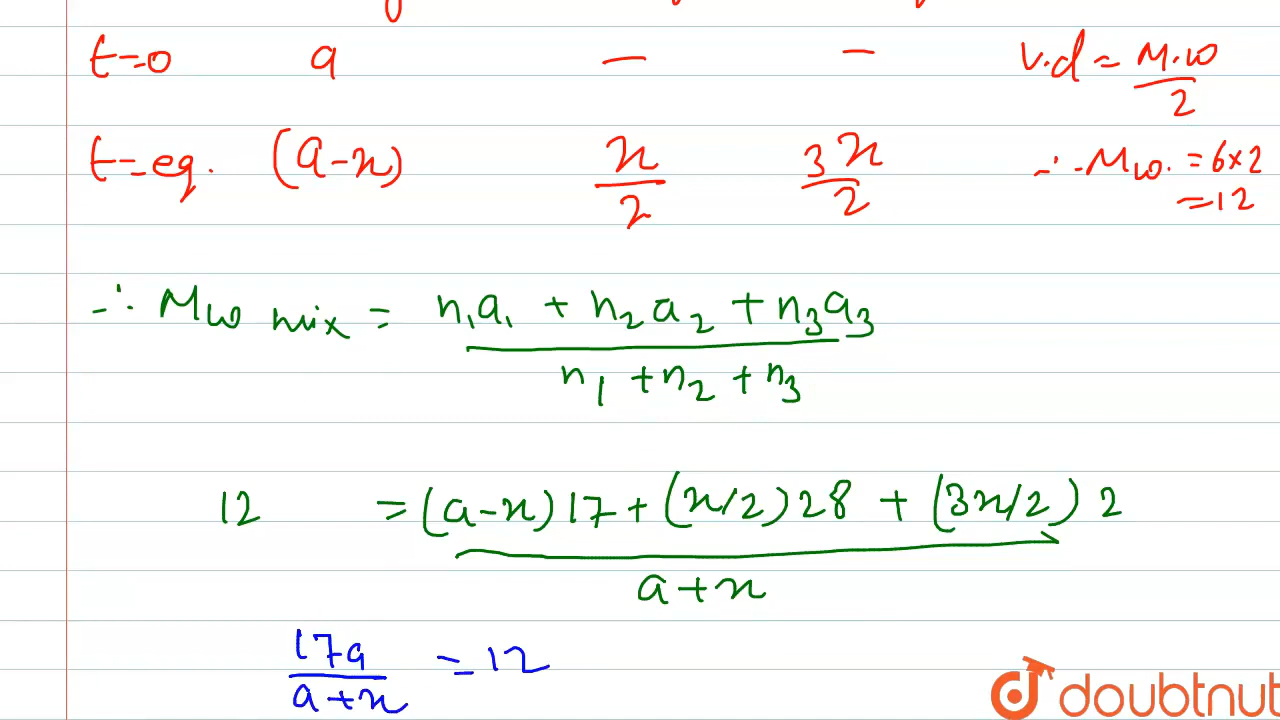 t=0 a — — v.d = M.w/2
t=eq. (a-x) x/2 3x/2 ∴ Mw. = 6×2
=12
∴ Mw mix = n₁a₁ + n₂a₂ + n₃a₃
n₁ + n₂ + n₃
12 = (a-x)17 + (x/2)28 + (3x/2)2
a+x
17a/a+x = 12
doubtnut